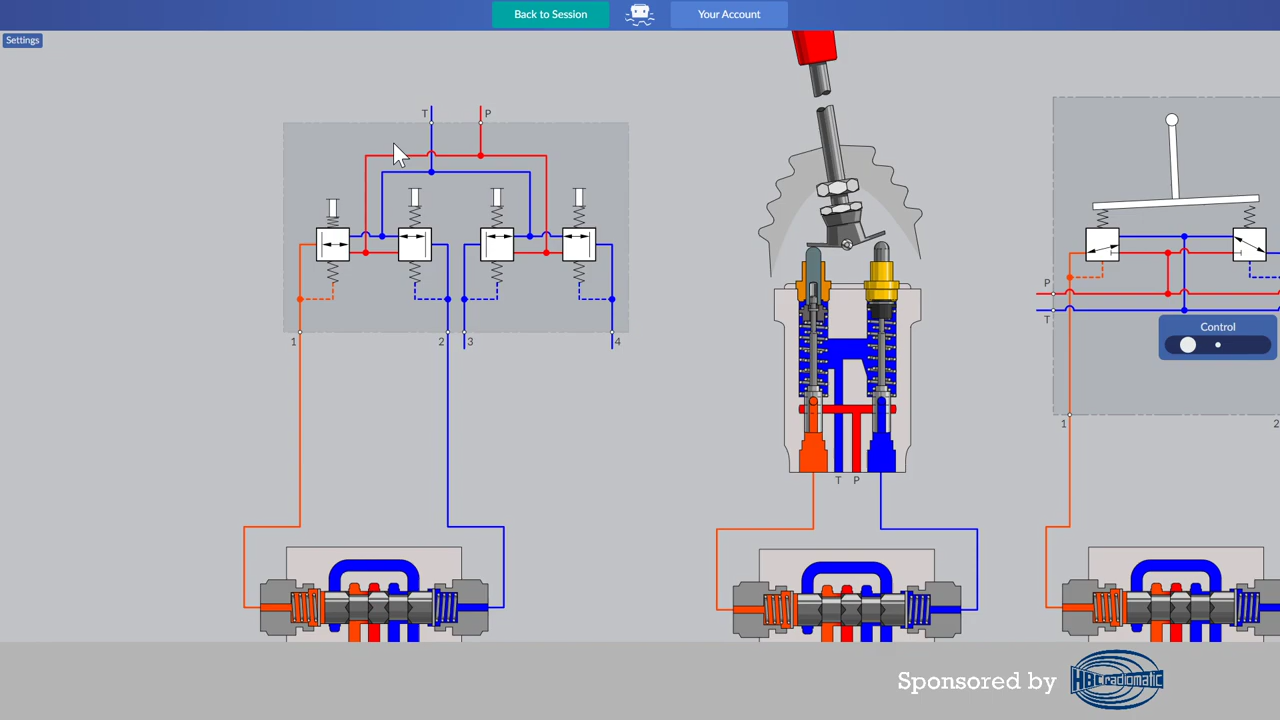 Back to Session
Your Account
Settings
T
P
1
2
3
4
T
P
P
T
Control
1
2
Sponsored by
HBC radiomatic